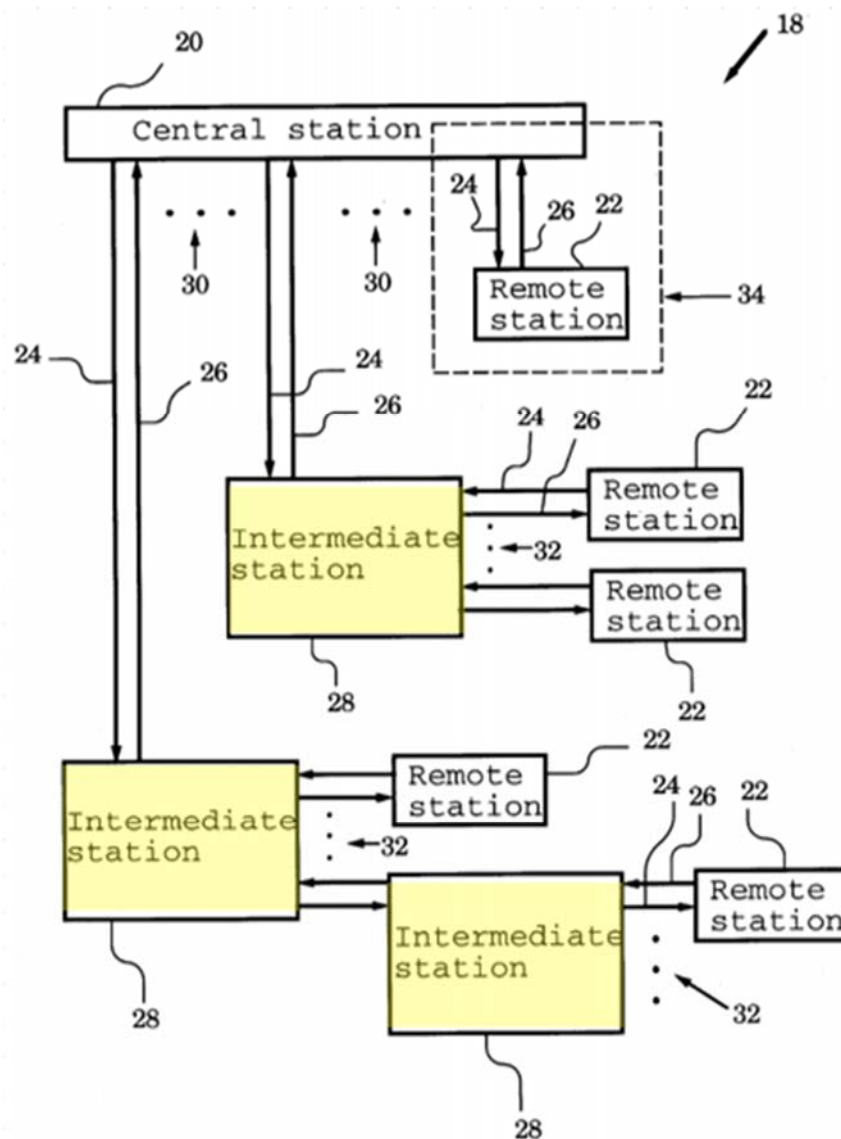 18
20
Central station
24
26
22
30
30
Remote
station
34
24
26
24
26
22
24
26
Remote
station
Intermediate
station
32
Remote
station
28
22
22
Remote
station
Intermediate
station
32
24
26
22
Remote
station
Intermediate
station
28
32
28